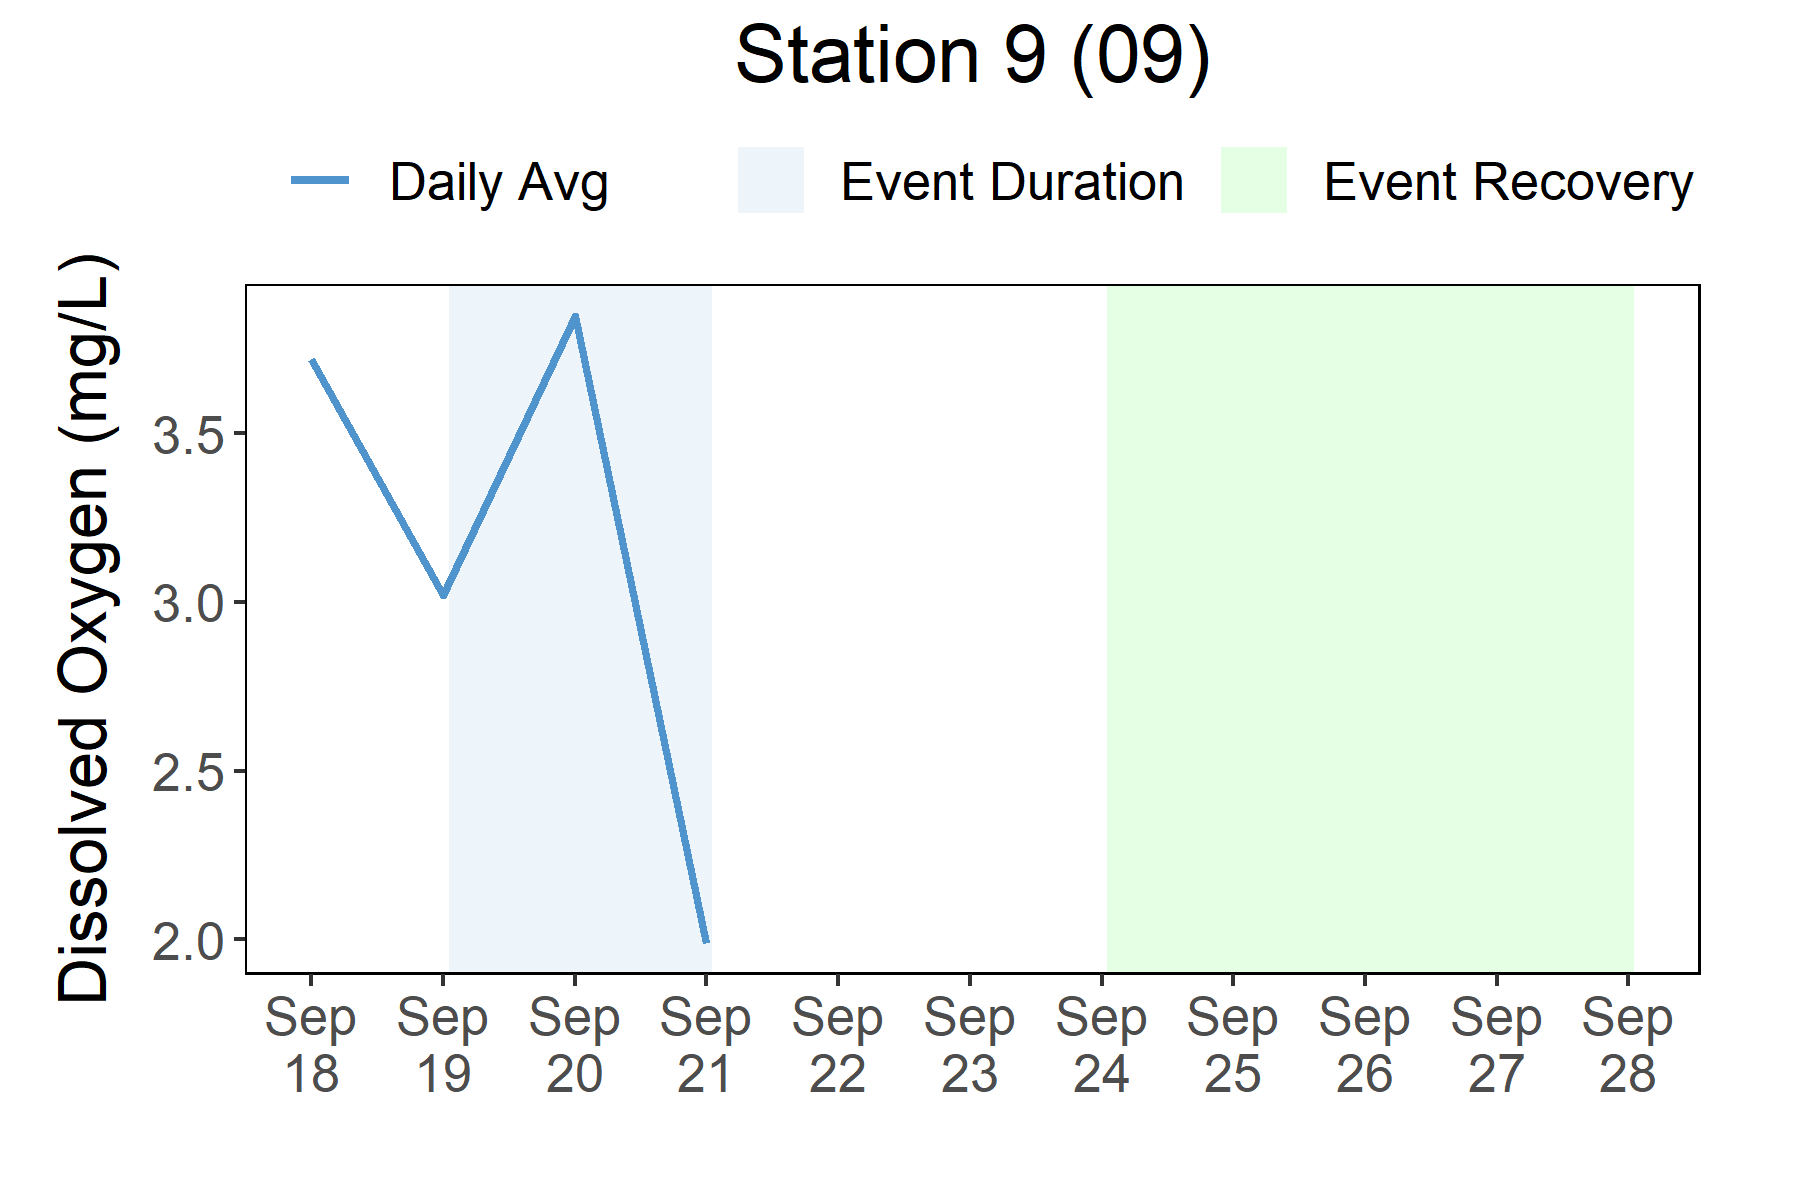 Station 9 (09)
Daily Avg Event Duration Event Recovery
Dissolved Oxygen (mg/L)
3.5
3.0
2.5
2.0
Sep Sep Sep Sep Sep Sep Sep Sep Sep Sep Sep
18 19 20 21 22 23 24 25 26 27 28